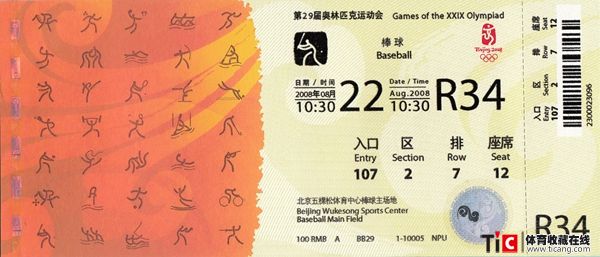 第29届奥林匹克运动会 Games of the XXIX Olympiad
棒球
Baseball
Beijing 2008
日期 / 时间 Date / Time
2008年08月 22 Aug.2008 R34
10:30 10:30
入口 区 排 座席
Entry Section Row Seat
107 2 7 12
北京五棵松体育中心棒球主场地
Beijing Wukesong Sports Center
Baseball Main Field
100 RMB A BB29 1-10005 NPU
座席 Seat 12
排 Row 7
区 Section 2
入口 Entry 107
2300023096
R34
TiC 体育收藏在线
www.ticang.com